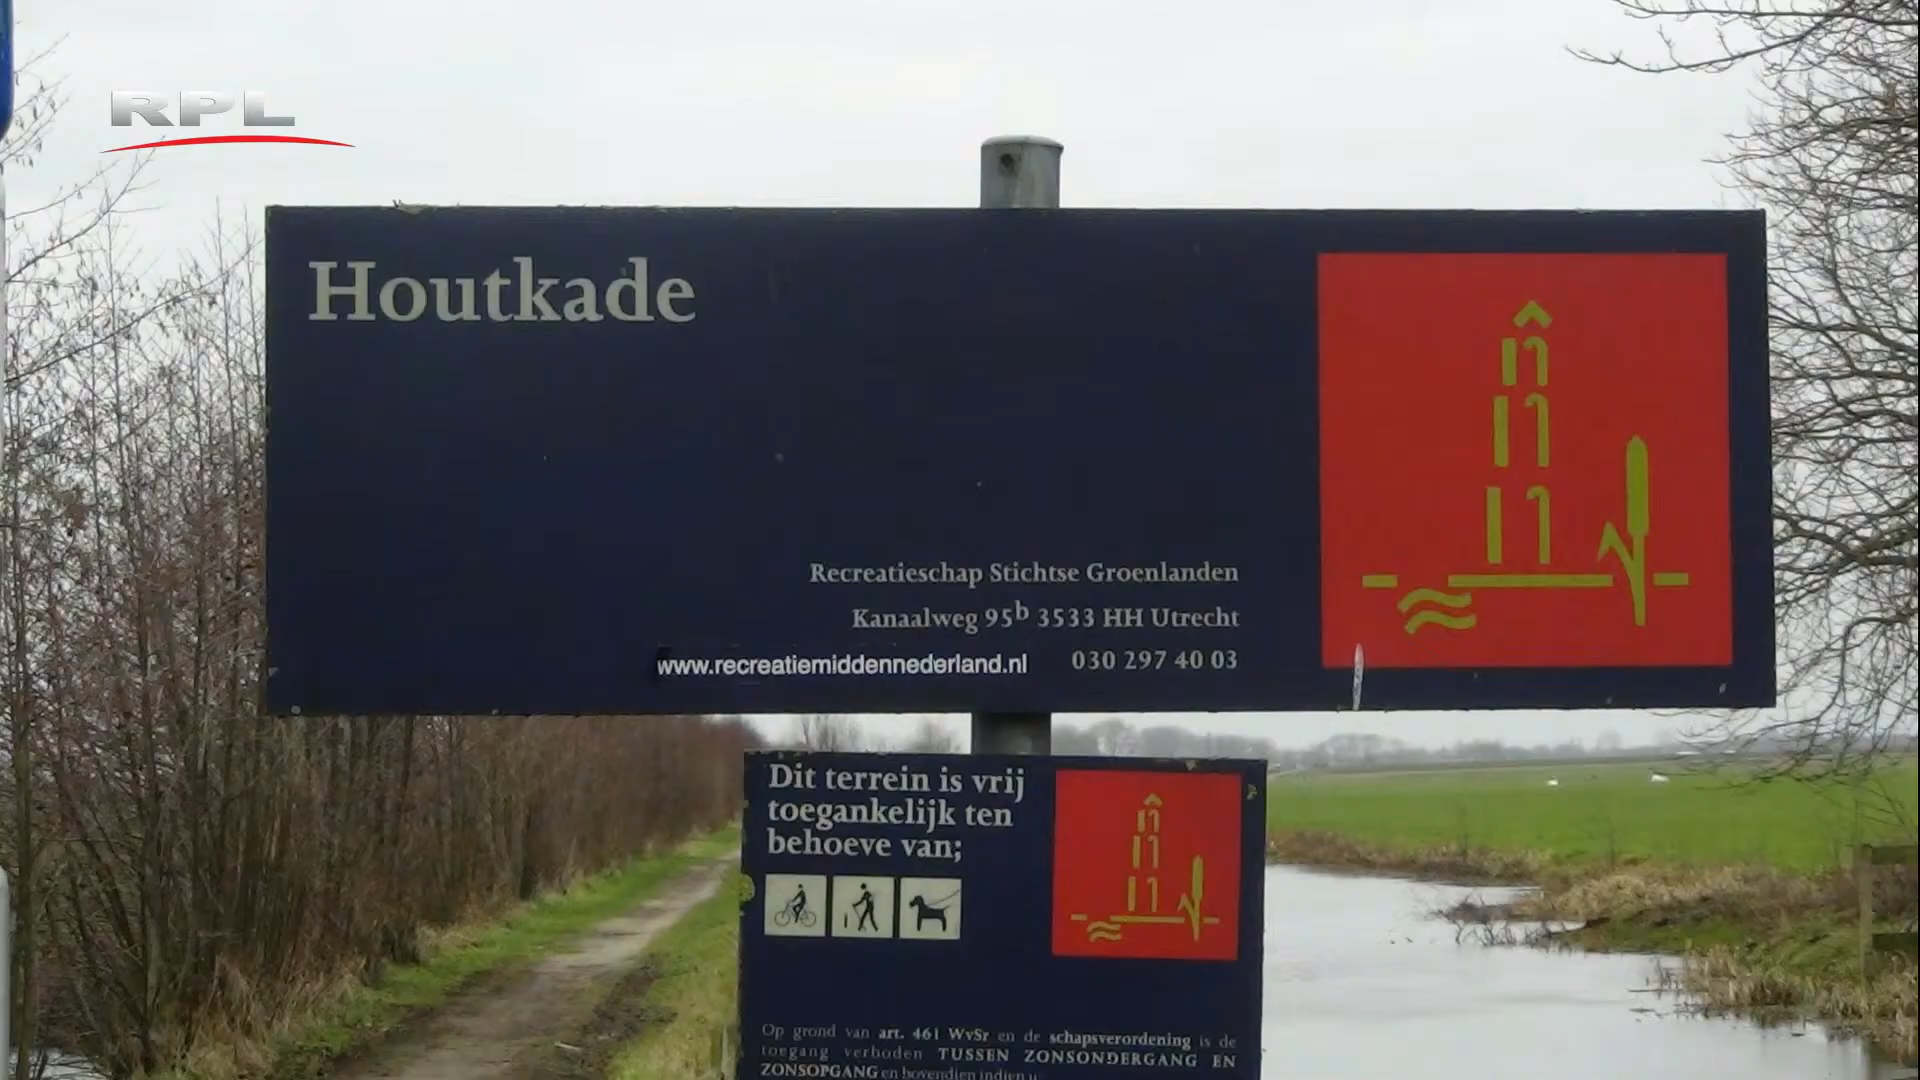 RPL
Houtkade
Recreatieschap Stichtse Groenlanden
Kanaalweg 95b 3533 HH Utrecht
www.recreatiemiddennederland.nl 030 297 40 03
Dit terrein is vrij
toegankelijk ten
behoeve van;
Op grond van art. 461 WvSr en de schapsverordening is de
toegang verboden TUSSEN ZONSONDERGANG EN
ZONSOPGANG en bovendien indien u